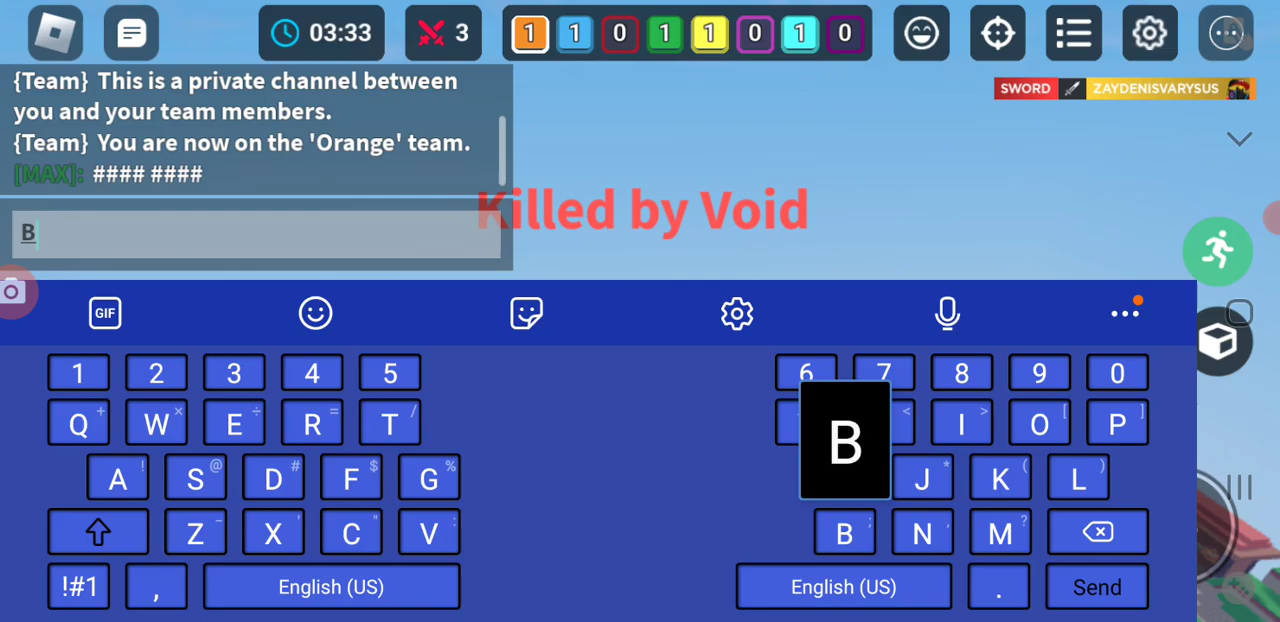 03:33 3 1 1 0 1 1 0 1 0
{Team} This is a private channel between
you and your team members.
{Team} You are now on the 'Orange' team.
[MAX]: #### ####
SWORD ZAYDENISVARYSUS
Killed by Void
B
GIF
1 2 3 4 5 6 7 8 9 0
Q + W × E ÷ R = T / < I > O [ P ]
B
A ! S @ D # F $ G % J * K ( L )
Z - X ' C " V : B ; N , M ?
!#1 , English (US) English (US) . Send